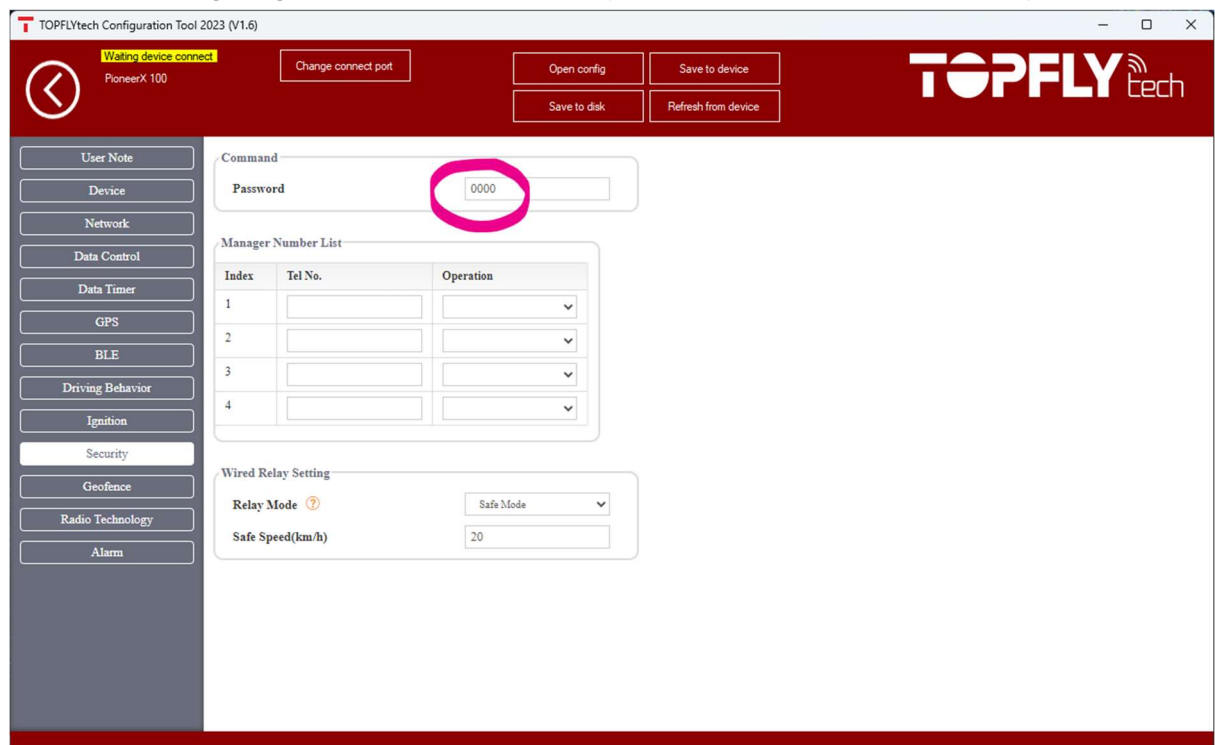 TOPFLYtech Configuration Tool 2023 (V1.6)
Waiting device connect
PioneerX 100
Change connect port
Open config
Save to device
Save to disk
Refresh from device
TOPFLY tech
User Note
Device
Network
Data Control
Data Timer
GPS
BLE
Driving Behavior
Ignition
Security
Geofence
Radio Technology
Alarm
Command
Password 0000
Manager Number List
Index Tel No. Operation
1
2
3
4
Wired Relay Setting
Relay Mode ? Safe Mode
Safe Speed(km/h) 20